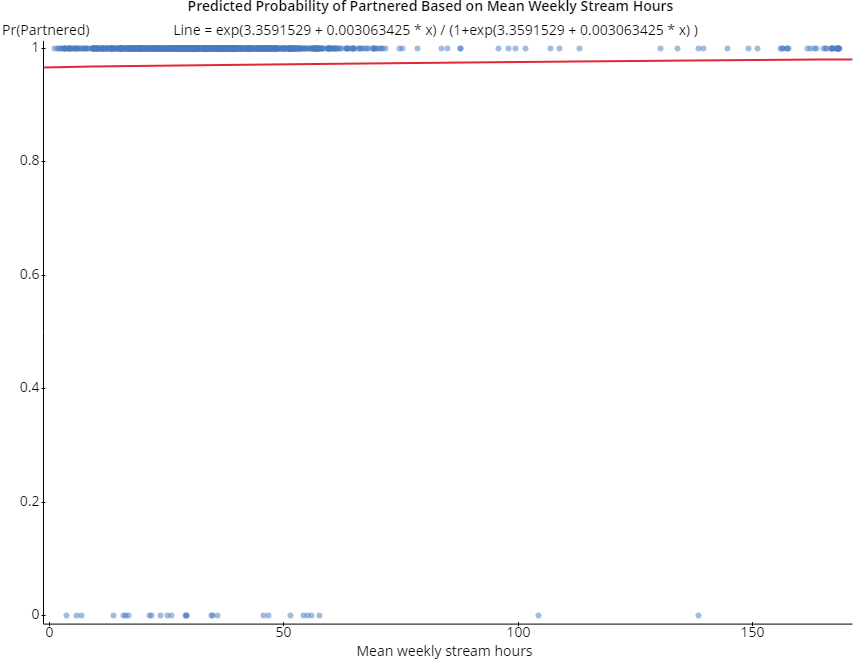 Predicted Probability of Partnered Based on Mean Weekly Stream Hours
Pr(Partnered)
Line = exp(3.3591529 + 0.003063425 * x) / (1+exp(3.3591529 + 0.003063425 * x) )
1
0.8
0.6
0.4
0.2
0
0
50
100
150
Mean weekly stream hours